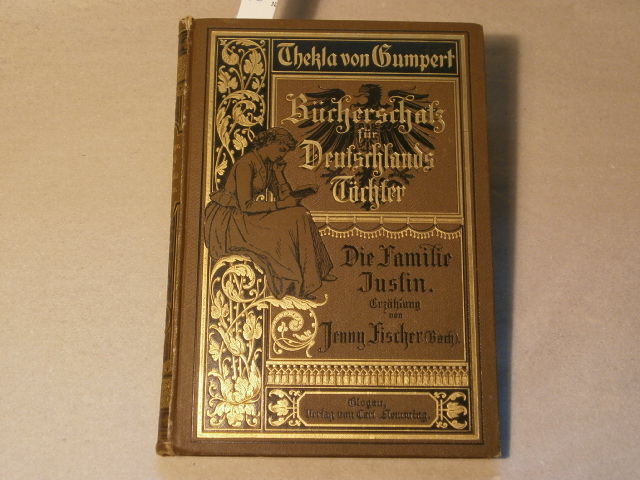 Thekla von Gumpert
Bücherschatz
für
Deutschlands
Töchter
Die Familie
Justin.
Erzählung
von
Jenny Fischer (Bach).
Glogau,
Verlag von Carl Flemming.